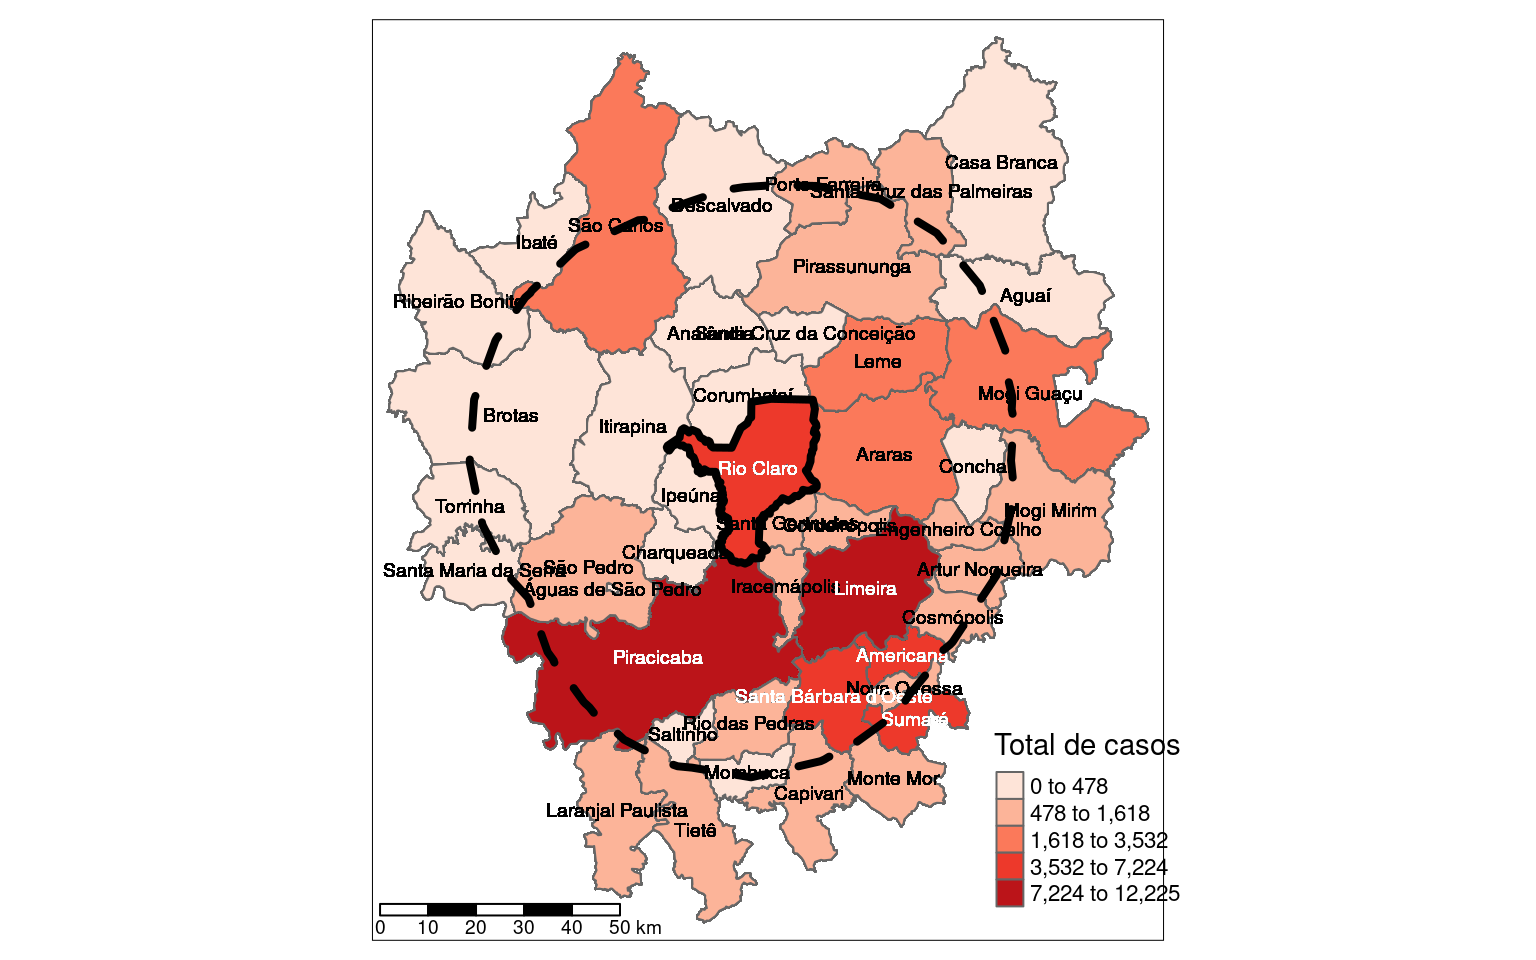 Casa Branca
Porto Ferreira
Santa Cruz das Palmeiras
Descalvado
São Carlos
Ibaté
Pirassununga
Aguaí
Ribeirão Bonito
Analândia
Santa Cruz da Conceição
Leme
Corumbataí
Mogi Guaçu
Brotas
Itirapina
Araras
Rio Claro
Conchal
Ipeúna
Torrinha
Mogi Mirim
Santa Gertrudes
Cordeirópolis
Engenheiro Coelho
Charqueada
São Pedro
Santa Maria da Serra
Artur Nogueira
Águas de São Pedro
Iracemápolis
Limeira
Cosmópolis
Piracicaba
Americana
Nova Odessa
Santa Bárbara d'Oeste
Sumaré
Rio das Pedras
Saltinho
Mombuca
Monte Mor
Capivari
Laranjal Paulista
Tietê
Total de casos
0 to 478
478 to 1,618
1,618 to 3,532
3,532 to 7,224
7,224 to 12,225
0 10 20 30 40 50 km